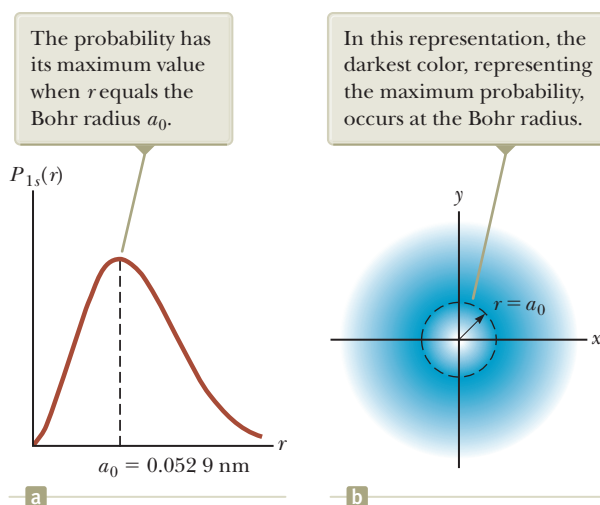 The probability has
its maximum value
when r equals the
Bohr radius a₀.
P₁ₛ(r)
r
a₀ = 0.052 9 nm
a
In this representation, the
darkest color, representing
the maximum probability,
occurs at the Bohr radius.
y
r = a₀
x
b